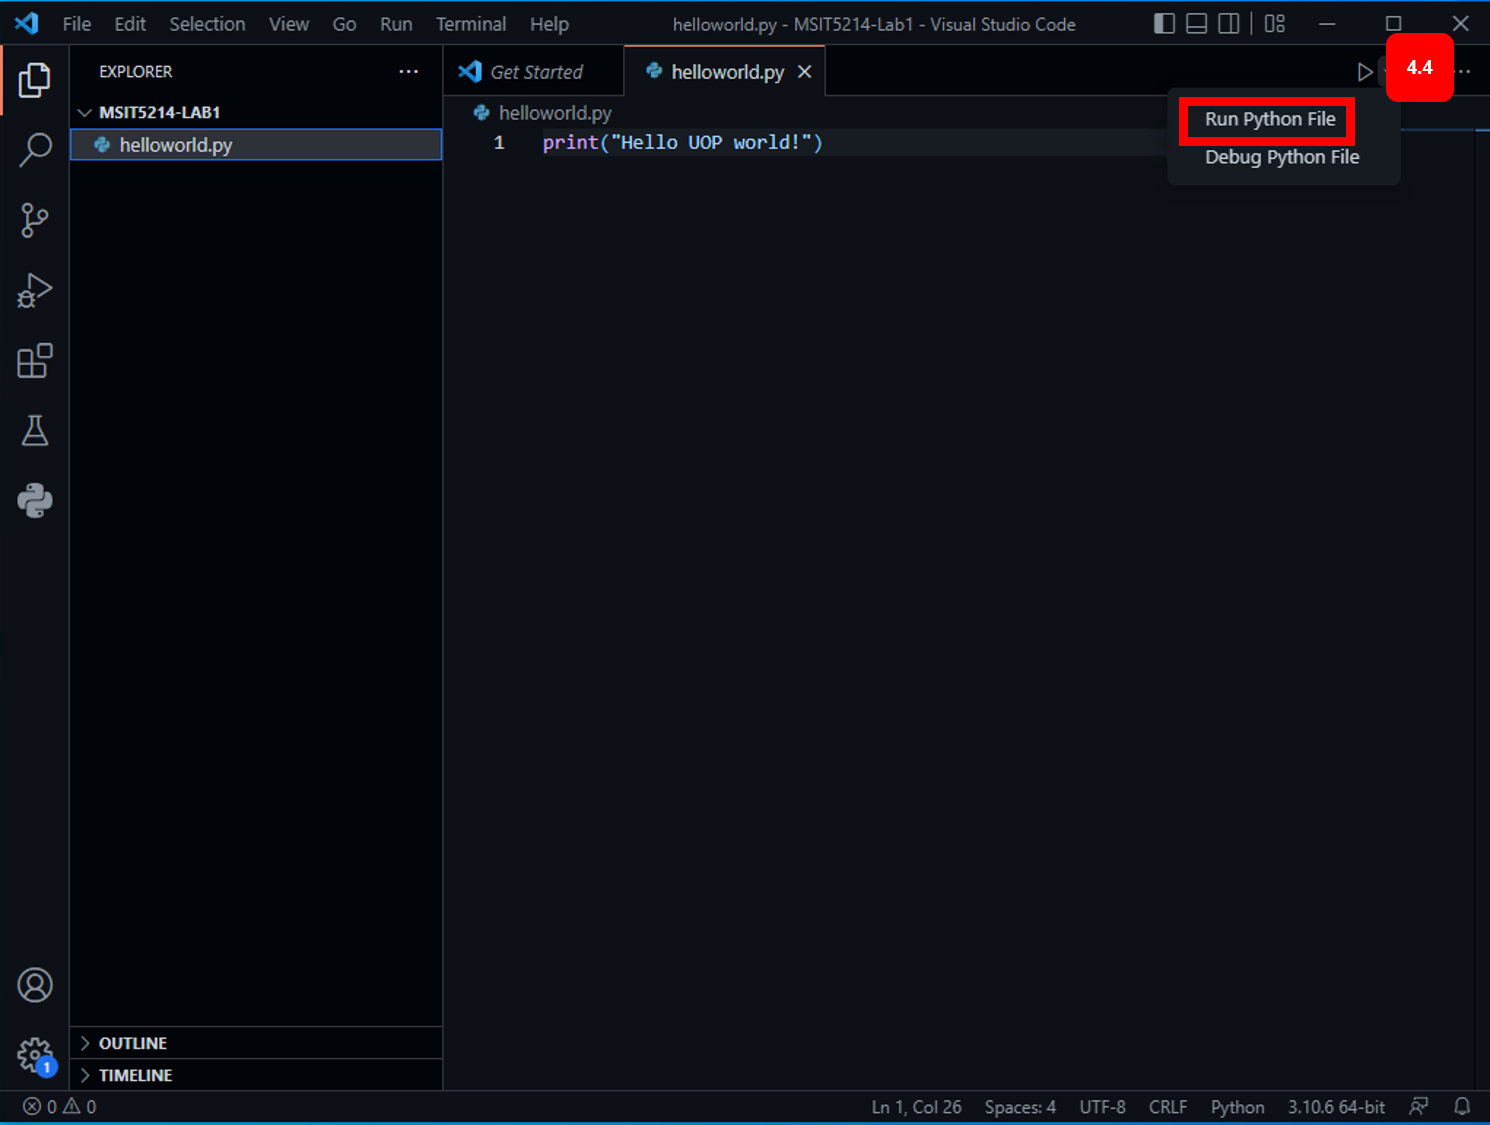 File Edit Selection View Go Run Terminal Help helloworld.py - MSIT5214-Lab1 - Visual Studio Code
EXPLORER
Get Started
helloworld.py
4.4
MSIT5214-LAB1
helloworld.py
helloworld.py
1 print("Hello UOP world!")
Run Python File
Debug Python File
OUTLINE
TIMELINE
1
0 0 Ln 1, Col 26 Spaces: 4 UTF-8 CRLF Python 3.10.6 64-bit